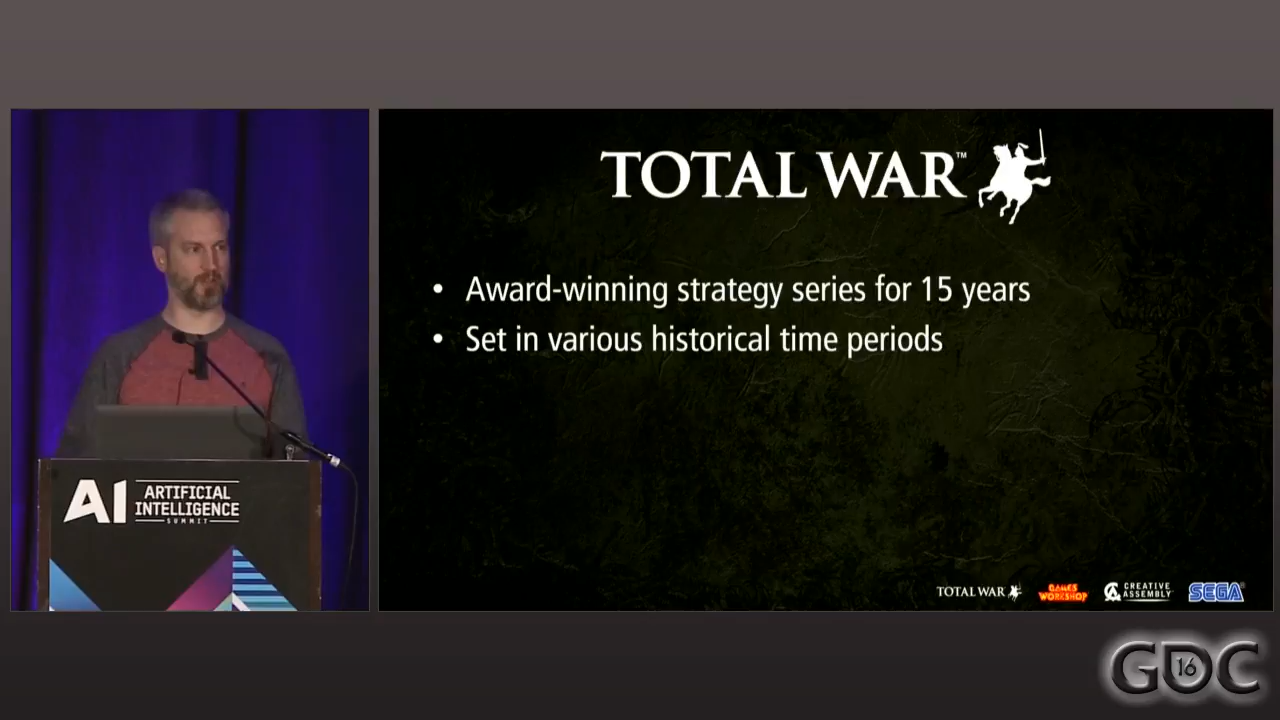 TOTAL WAR™
• Award-winning strategy series for 15 years
• Set in various historical time periods
AI ARTIFICIAL
INTELLIGENCE
SUMMIT
TOTAL WAR
GAMES
WORKSHOP
CREATIVE
ASSEMBLY
SEGA
GDC
16